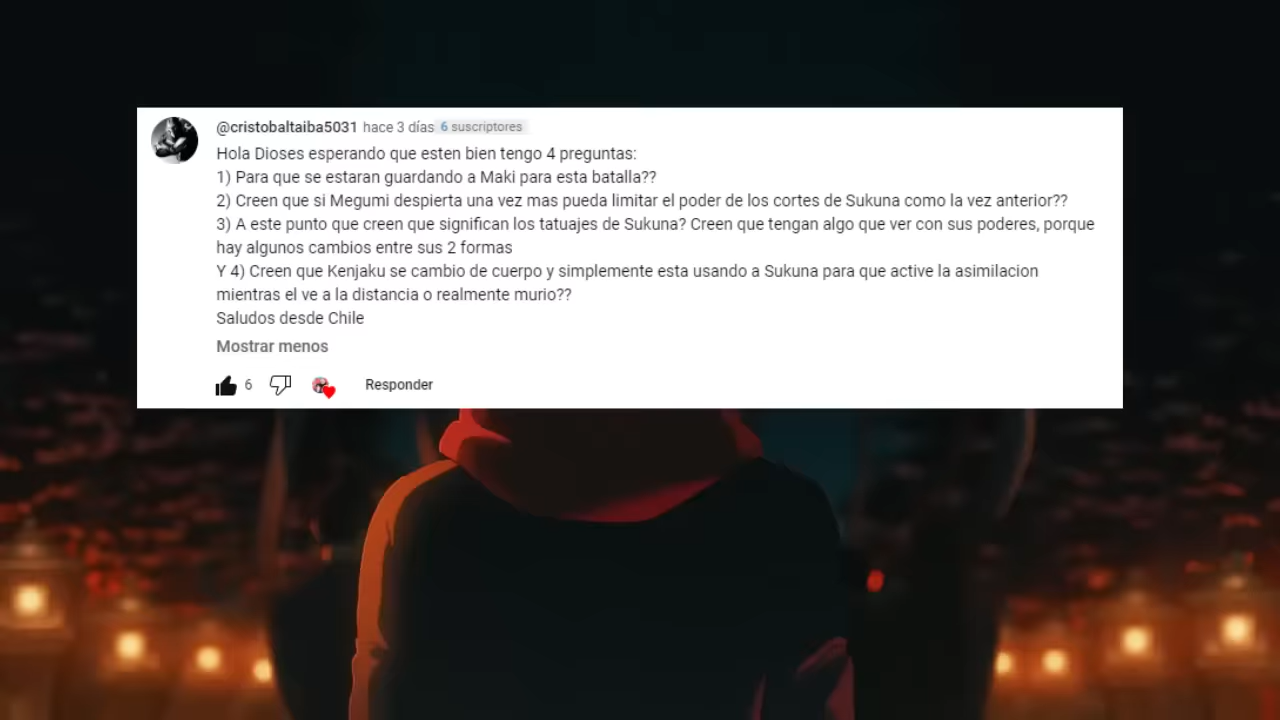 @cristobaltaiba5031 hace 3 días 6 suscriptores
Hola Dioses esperando que esten bien tengo 4 preguntas:
1) Para que se estaran guardando a Maki para esta batalla??
2) Creen que si Megumi despierta una vez mas pueda limitar el poder de los cortes de Sukuna como la vez anterior??
3) A este punto que creen que significan los tatuajes de Sukuna? Creen que tengan algo que ver con sus poderes, porque
hay algunos cambios entre sus 2 formas
Y 4) Creen que Kenjaku se cambio de cuerpo y simplemente esta usando a Sukuna para que active la asimilacion
mientras el ve a la distancia o realmente murio??
Saludos desde Chile
Mostrar menos
6 Responder